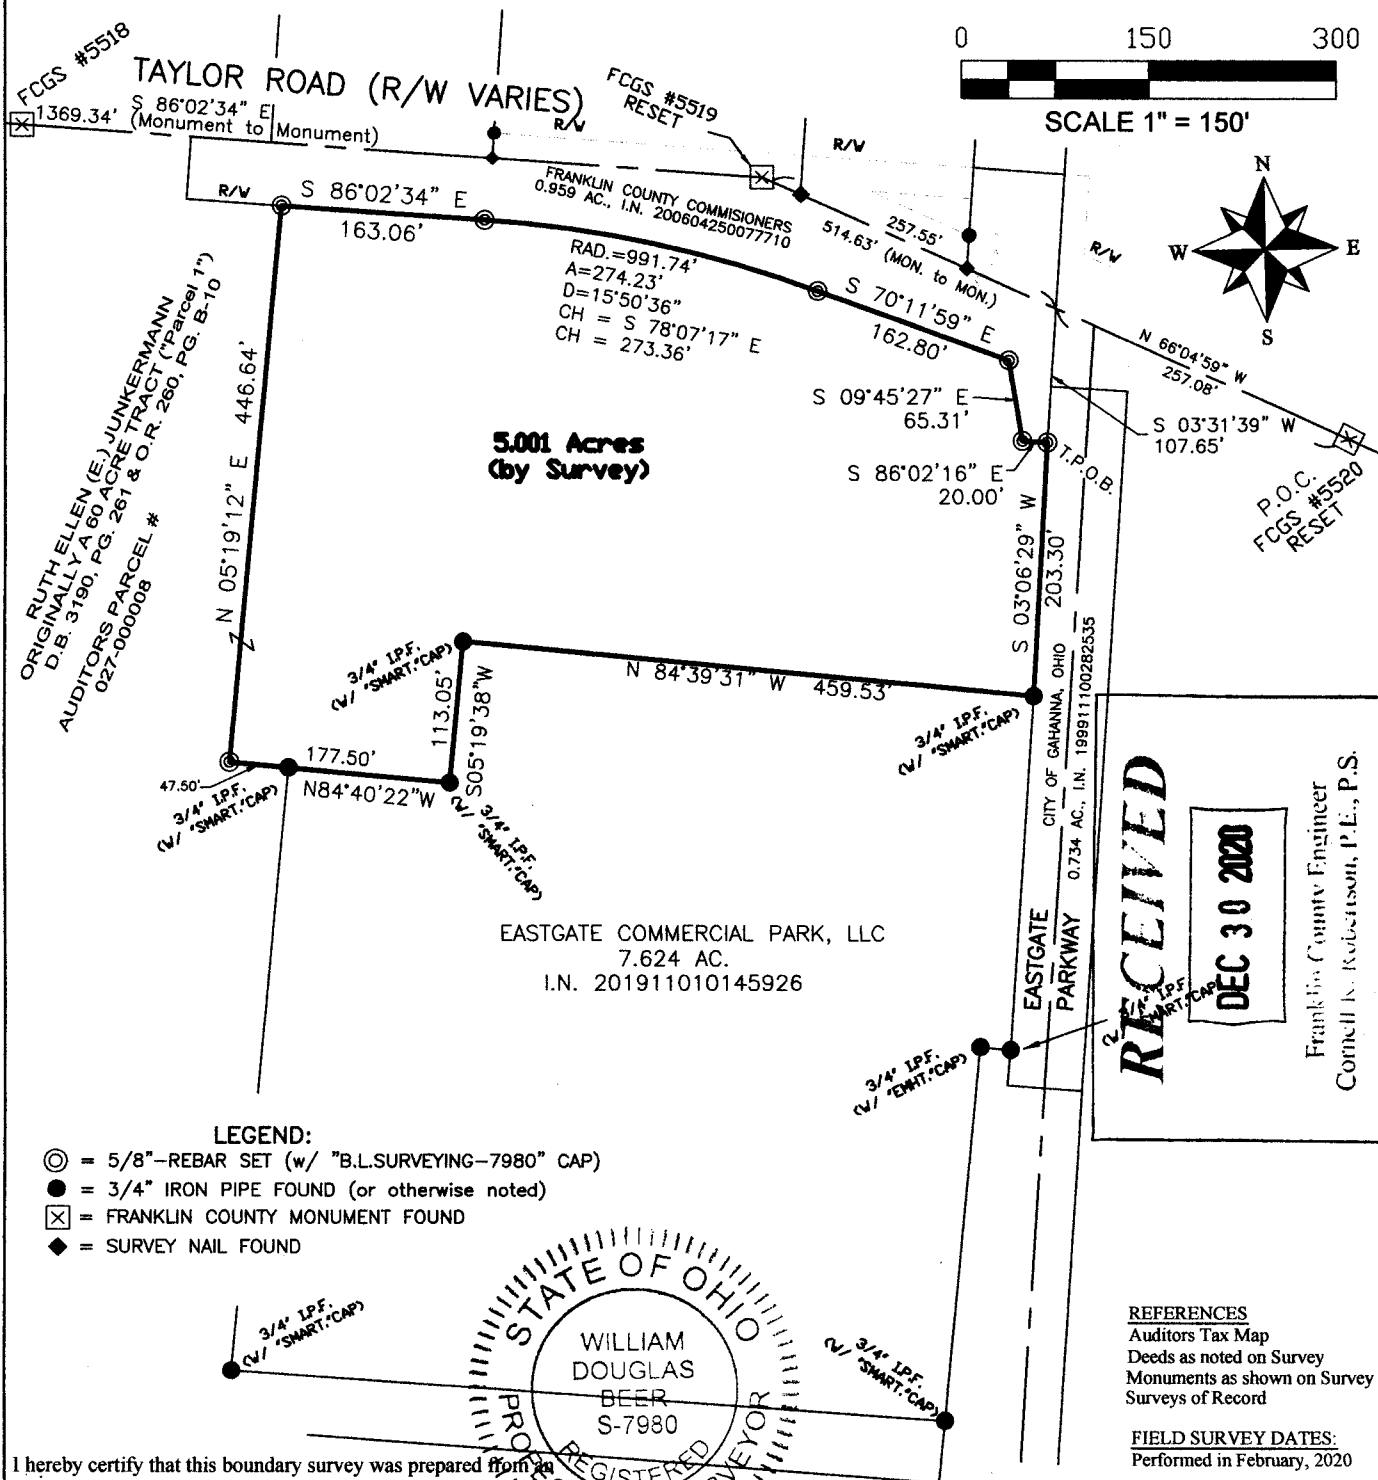 FCGS #5518
TAYLOR ROAD (R/W VARIES)
1369.34'
S 86°02'34" E
(Monument to Monument)
R/W
FCGS #5519
RESET
R/W
0 150 300
SCALE 1" = 150'
N
W E
S
R/W
S 86°02'34" E
163.06'
FRANKLIN COUNTY COMMISIONERS
0.959 AC., I.N. 200604250077710
257.55'
514.63' (MON. to MON.)
R/W
RAD.=991.74'
A=274.23'
D=15°50'36"
CH = S 78°07'17" E
CH = 273.36'
S 70°11'59" E
162.80'
N 66°04'59" W
257.08'
S 09°45'27" E
65.31'
S 03°31'39" W
107.65'
S 86°02'16" E
20.00'
T.P.O.B.
P.O.C.
FCGS #5520
RESET
5.001 Acres
(by Survey)
RUTH ELLEN (E.) JUNKERMANN
ORIGINALLY A 60 ACRE TRACT ("Parcel 1")
D.B. 3190, PG. 261 & O.R. 260, PG. B-10
AUDITORS PARCEL #
027-000008
N 05°19'12" E 446.64'
Z
S 03°06'29" W 203.30'
3/4" I.P.F.
(W/ "SMART."CAP)
N 84°39'31" W 459.53'
113.05'
S05°19'38"W
3/4" I.P.F.
(W/ "SMART."CAP)
177.50'
N84°40'22"W
47.50'
3/4" I.P.F.
(W/ "SMART."CAP)
3/4" I.P.F.
(W/ "SMART."CAP)
CITY OF GAHANNA, OHIO
0.734 AC., I.N. 199911100282535
EASTGATE
PARKWAY
EASTGATE COMMERCIAL PARK, LLC
7.624 AC.
I.N. 201911010145926
RECEIVED
DEC 30 2020
Franklin County Engineer
Cornell R. Robertson, P.E., P.S.
3/4" I.P.F.
(W/ "SMART."CAP)
3/4" I.P.F.
(W/ "EMHT."CAP)
LEGEND:
= 5/8"-REBAR SET (w/ "B.L.SURVEYING-7980" CAP)
= 3/4" IRON PIPE FOUND (or otherwise noted)
= FRANKLIN COUNTY MONUMENT FOUND
= SURVEY NAIL FOUND
3/4" I.P.F.
(W/ "SMART."CAP)
3/4" I.P.F.
(W/ "SMART."CAP)
STATE OF OHIO
WILLIAM
DOUGLAS
BEER
S-7980
REGISTERED
REFERENCES
Auditors Tax Map
Deeds as noted on Survey
Monuments as shown on Survey
Surveys of Record
FIELD SURVEY DATES:
Performed in February, 2020
I hereby certify that this boundary survey was prepared from an